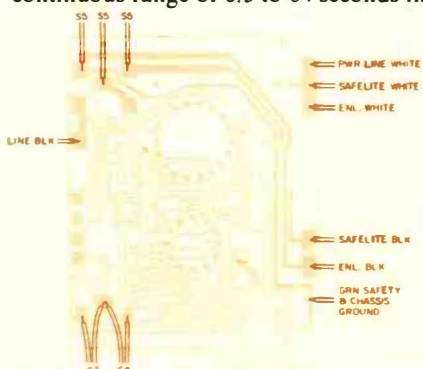 continuous range of 0.5 to 64 seconds in
S5 S5 S5
PWR LINE WHITE
SAFELITE WHITE
ENL. WHITE
LINE BLK
SAFELITE BLK
ENL. BLK
GRN SAFETY
& CHASSIS
GROUND